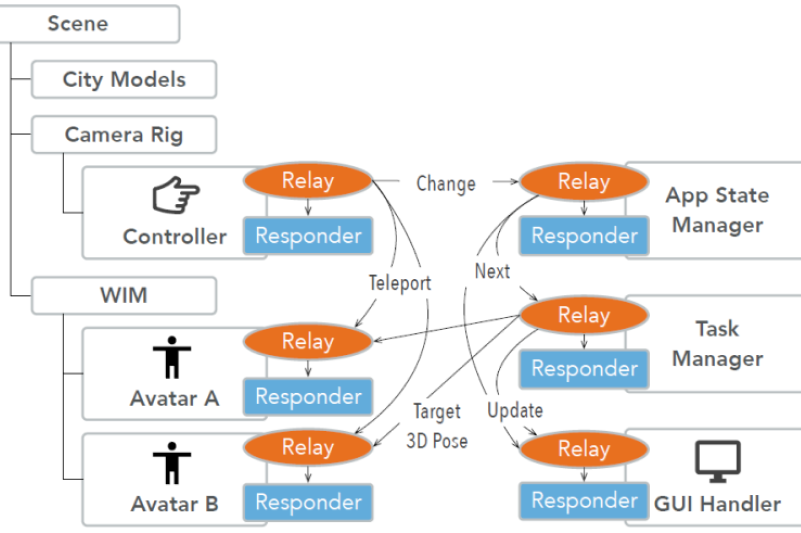 Scene
City Models
Camera Rig
Relay
Controller
Responder
Change
Relay
App State
Manager
Responder
WIM
Teleport
Next
Relay
Avatar A
Responder
Relay
Task
Manager
Responder
Target
3D Pose
Update
Relay
Avatar B
Responder
Relay
Responder
GUI Handler